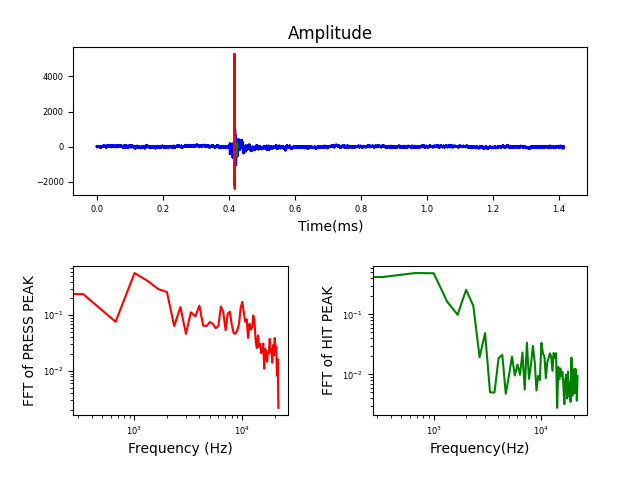 Amplitude
4000
2000
0
−2000
0.0 0.2 0.4 0.6 0.8 1.0 1.2 1.4
Time(ms)
FFT of PRESS PEAK
10⁻¹
10⁻²
10³ 10⁴
Frequency (Hz)
FFT of HIT PEAK
10⁻¹
10⁻²
10³ 10⁴
Frequency(Hz)